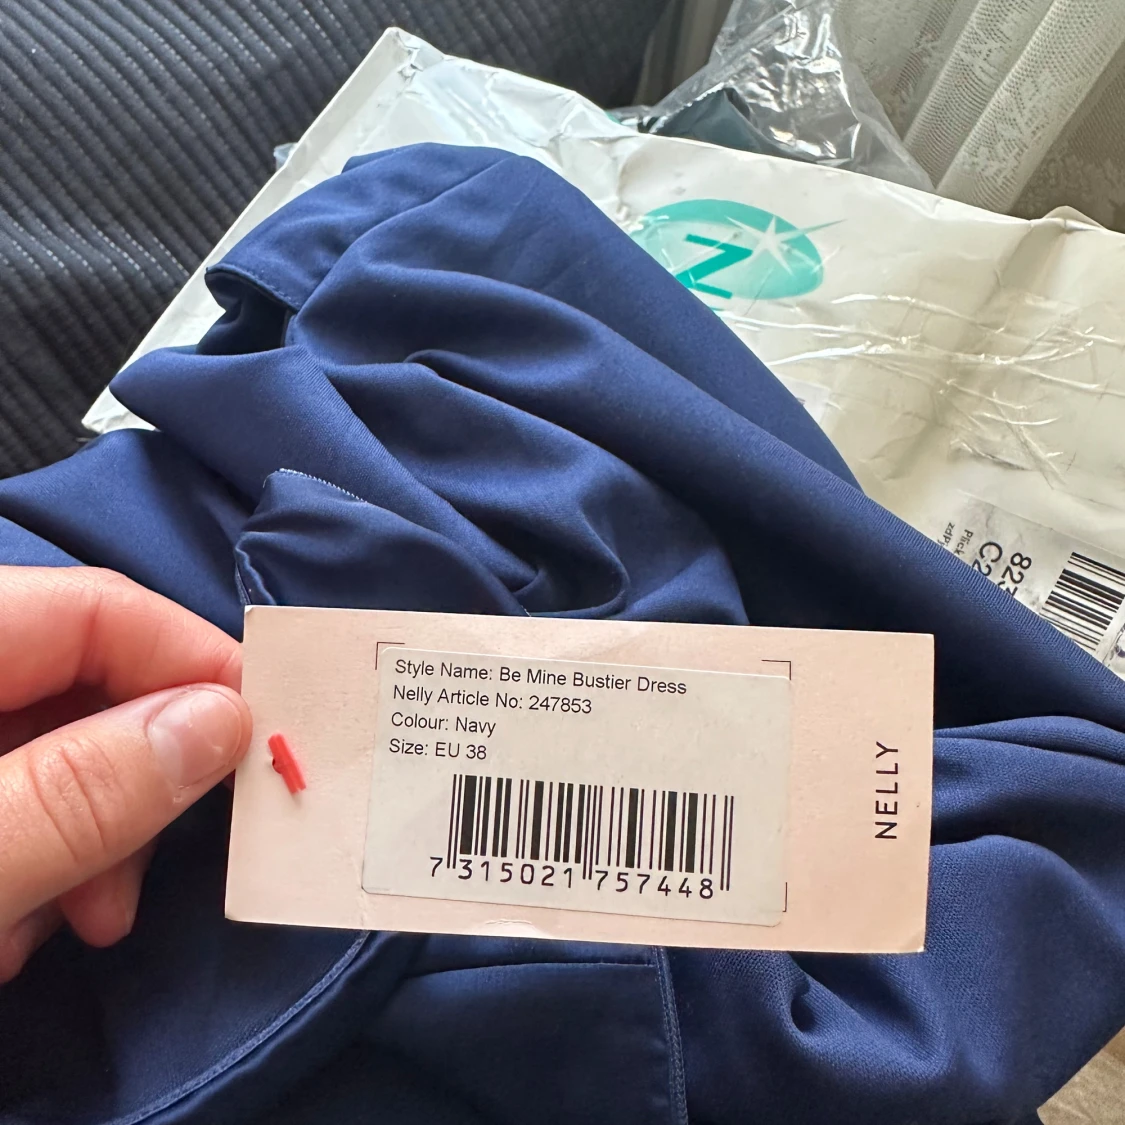 Style Name: Be Mine Bustier Dress
Nelly Article No: 247853
Colour: Navy
Size: EU 38
7 315021 757448
NELLY
Z